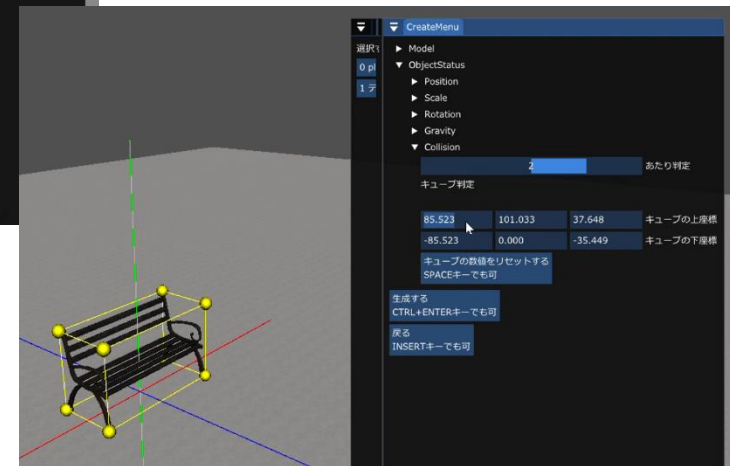 CreateMenu
選択す
0 pl
1 デ
Model
ObjectStatus
Position
Scale
Rotation
Gravity
Collision
2 あたり判定
キューブ判定
85.523 101.033 37.648 キューブの上座標
-85.523 0.000 -35.449 キューブの下座標
キューブの数値をリセットする
SPACEキーでも可
生成する
CTRL+ENTERキーでも可
戻る
INSERTキーでも可